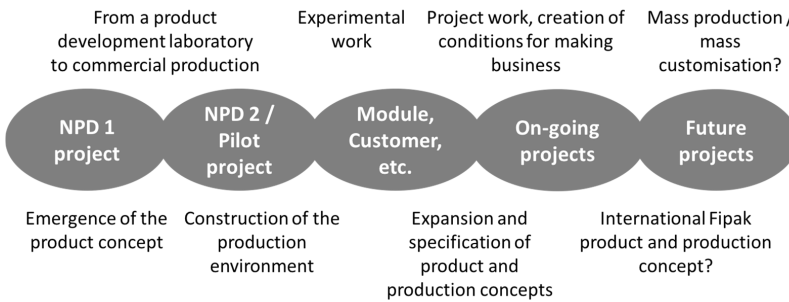 From a product
development laboratory
to commercial production
Experimental
work
Project work, creation of
conditions for making
business
Mass production /
mass
customisation?
NPD 1
project
NPD 2 /
Pilot
project
Module,
Customer,
etc.
On-going
projects
Future
projects
Emergence of the
product concept
Construction of the
production
environment
Expansion and
specification of
product and
production concepts
International Fipak
product and production
concept?